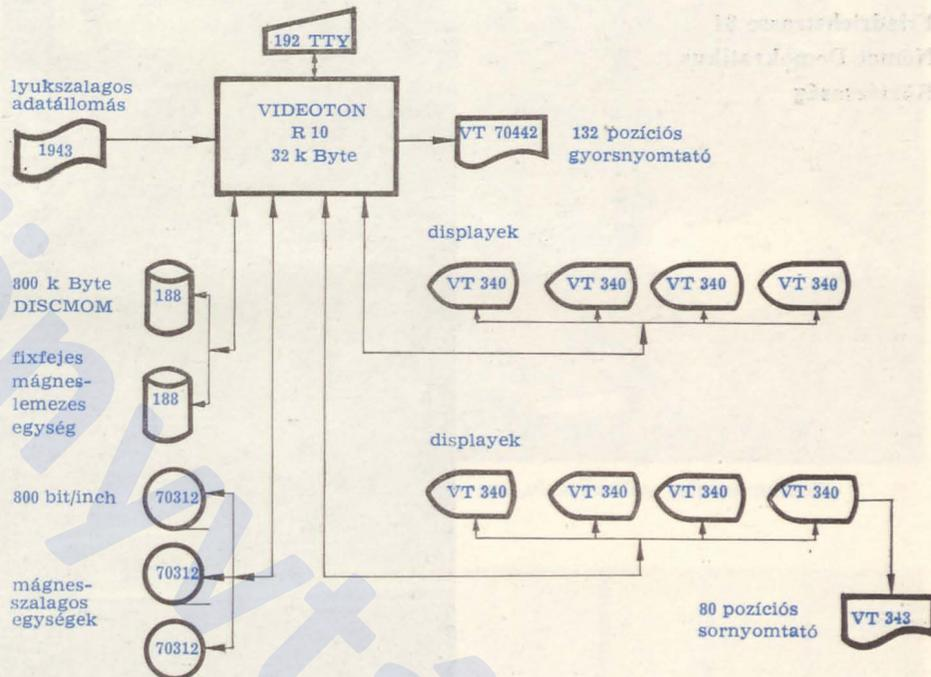 192 TTY
lyukszalagos
adatállomás
1943
VIDEOTON
R 10
32 k Byte
VT 70442
132 pozíciós
gyorsnyomtató
displayek
VT 340
VT 340
VT 340
VT 340
800 k Byte
DISCMOM
188
fixfejes
mágnes-
lemezes
egység
188
displayek
VT 340
VT 340
VT 340
VT 340
800 bit/inch
70312
70312
mágnes-
szalagos
egységek
70312
80 pozíciós
sornyomtató
VT 343